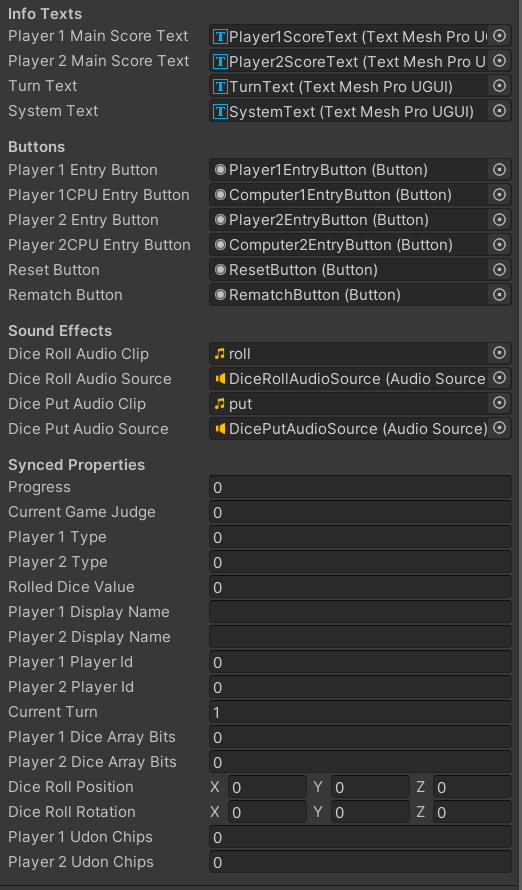 Info Texts
Player 1 Main Score Text Player1ScoreText (Text Mesh Pro U
Player 2 Main Score Text Player2ScoreText (Text Mesh Pro U
Turn Text TurnText (Text Mesh Pro UGUI)
System Text SystemText (Text Mesh Pro UGUI)
Buttons
Player 1 Entry Button Player1EntryButton (Button)
Player 1CPU Entry Button Computer1EntryButton (Button)
Player 2 Entry Button Player2EntryButton (Button)
Player 2CPU Entry Button Computer2EntryButton (Button)
Reset Button ResetButton (Button)
Rematch Button RematchButton (Button)
Sound Effects
Dice Roll Audio Clip roll
Dice Roll Audio Source DiceRollAudioSource (Audio Source
Dice Put Audio Clip put
Dice Put Audio Source DicePutAudioSource (Audio Source)
Synced Properties
Progress 0
Current Game Judge 0
Player 1 Type 0
Player 2 Type 0
Rolled Dice Value 0
Player 1 Display Name
Player 2 Display Name
Player 1 Player Id 0
Player 2 Player Id 0
Current Turn 1
Player 1 Dice Array Bits 0
Player 2 Dice Array Bits 0
Dice Roll Position X 0 Y 0 Z 0
Dice Roll Rotation X 0 Y 0 Z 0
Player 1 Udon Chips 0
Player 2 Udon Chips 0